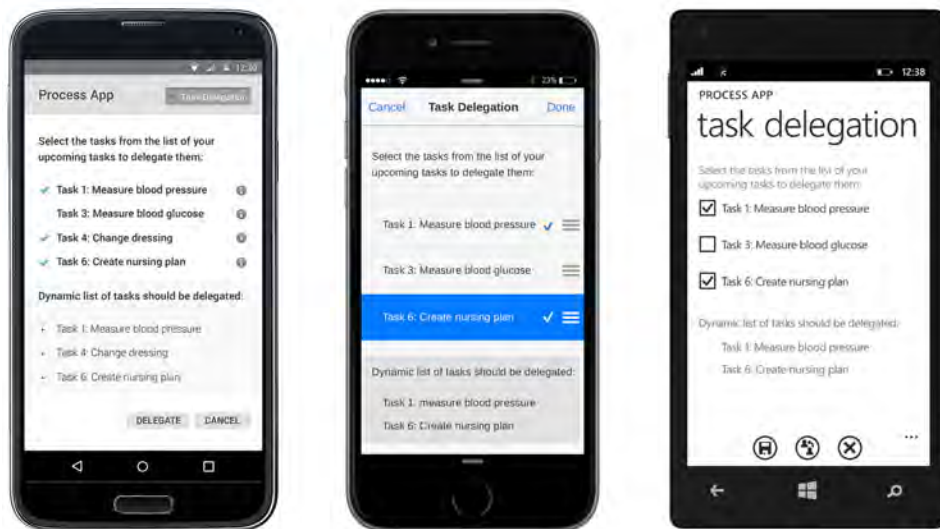 12:30
Process App
Task Delegation
Select the tasks from the list of your
upcoming tasks to delegate them:
Task 1: Measure blood pressure
Task 3: Measure blood glucose
Task 4: Change dressing
Task 6: Create nursing plan
Dynamic list of tasks should be delegated:
Task 1: Measure blood pressure
Task 4: Change dressing
Task 6: Create nursing plan
DELEGATE CANCEL
23%
Cancel Task Delegation Done
Select the tasks from the list of your
upcoming tasks to delegate them:
Task 1: Measure blood pressure
Task 3: Measure blood glucose
Task 6: Create nursing plan
Dynamic list of tasks should be delegated:
Task 1: measure blood pressure
Task 6: Create nursing plan
12:38
PROCESS APP
task delegation
Select the tasks from the list of your
upcoming tasks to delegate them:
Task 1: Measure blood pressure
Task 3: Measure blood glucose
Task 6: Create nursing plan
Dynamic list of tasks should be delegated:
Task 1: Measure blood pressure
Task 6: Create nursing plan